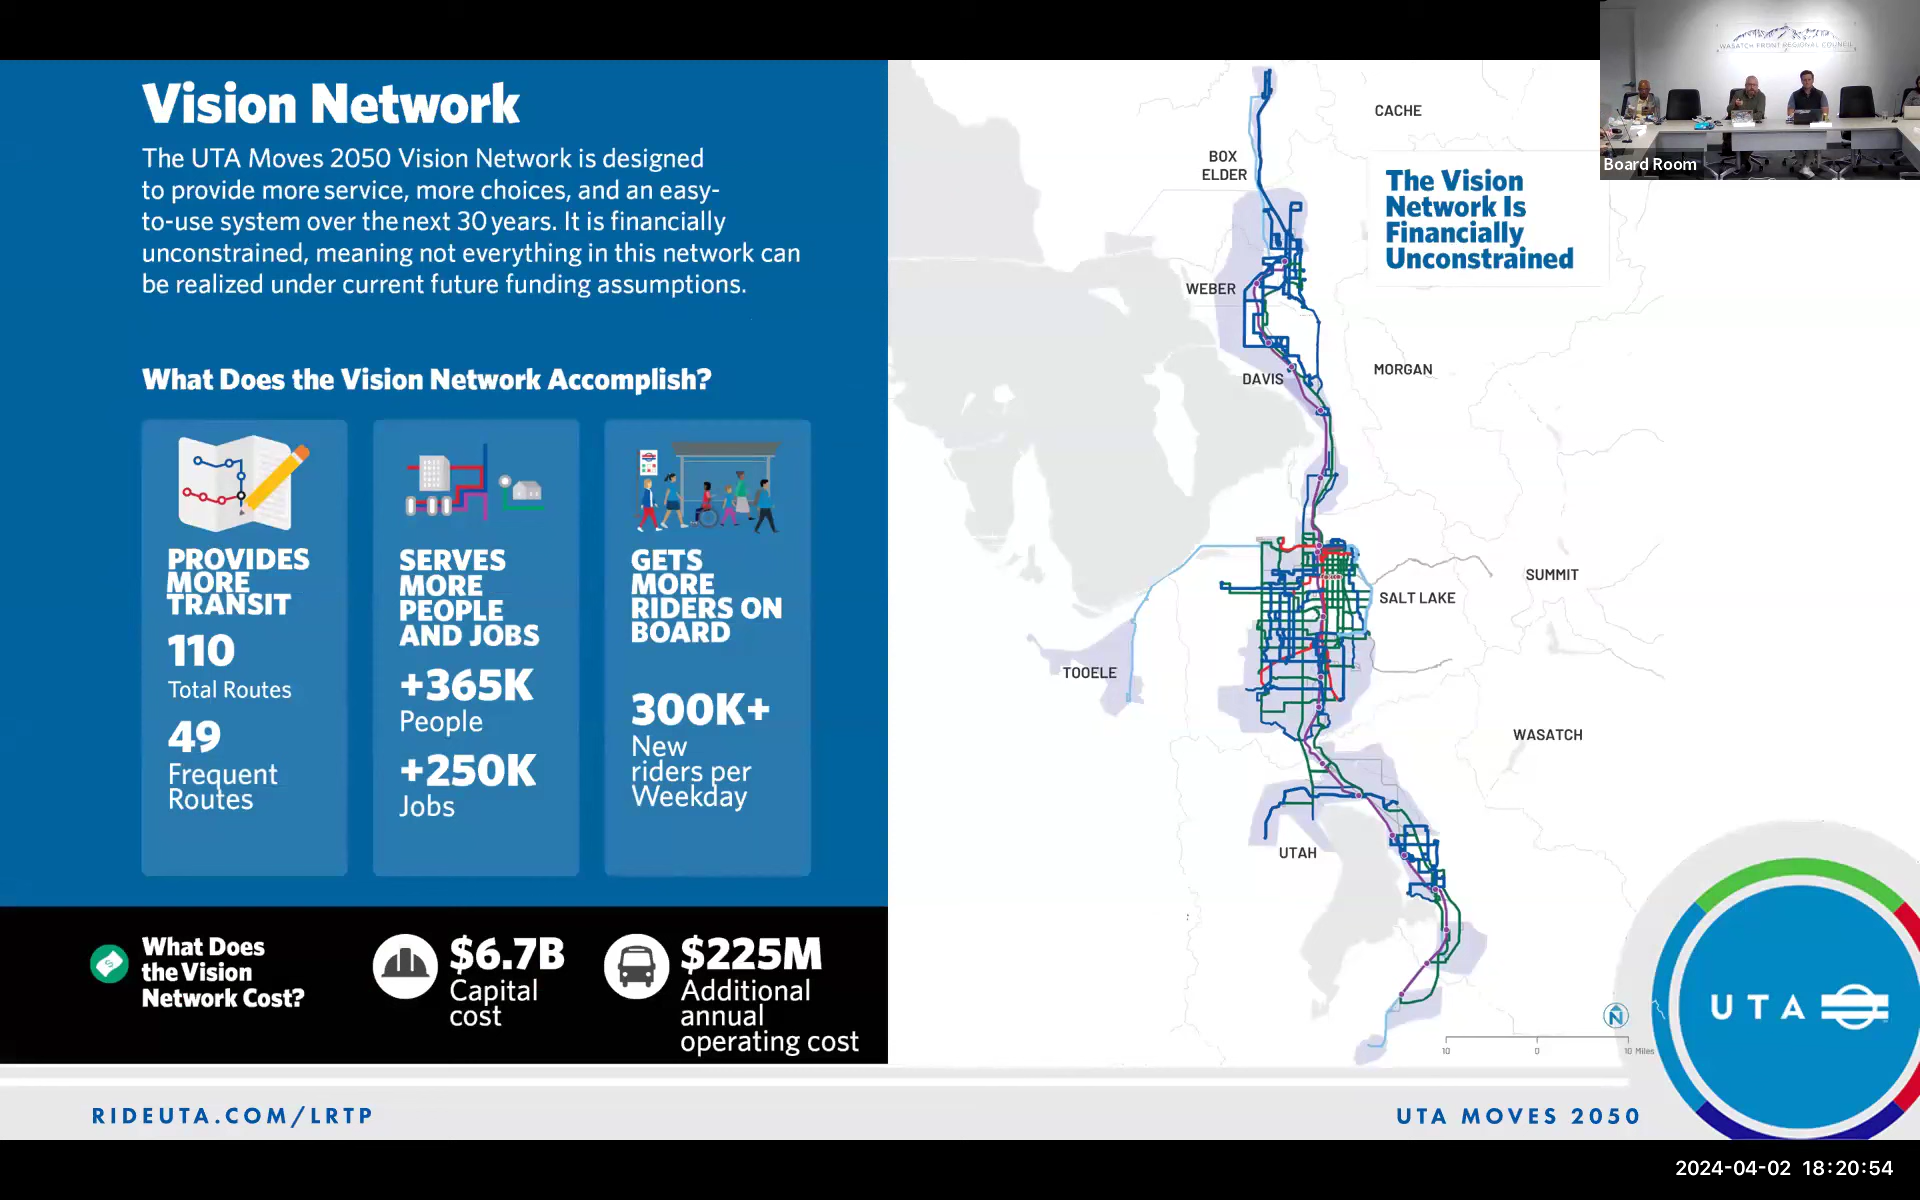 Vision Network
The UTA Moves 2050 Vision Network is designed
to provide more service, more choices, and an easy-
to-use system over the next 30 years. It is financially
unconstrained, meaning not everything in this network can
be realized under current future funding assumptions.
What Does the Vision Network Accomplish?
PROVIDES
MORE
TRANSIT
110
Total Routes
49
Frequent
Routes
SERVES
MORE
PEOPLE
AND JOBS
+365K
People
+250K
Jobs
GETS
MORE
RIDERS ON
BOARD
300K+
New
riders per
Weekday
What Does
the Vision
Network Cost?
$6.7B
Capital
cost
$225M
Additional
annual
operating cost
CACHE
BOX
ELDER
The Vision
Network Is
Financially
Unconstrained
WEBER
MORGAN
DAVIS
SUMMIT
SALT LAKE
TOOELE
WASATCH
UTAH
N
10 0 10 Miles
UTA
RIDEUTA.COM/LRTP
UTA MOVES 2050
WASATCH FRONT REGIONAL COUNCIL
Board Room
2024-04-02 18:20:54